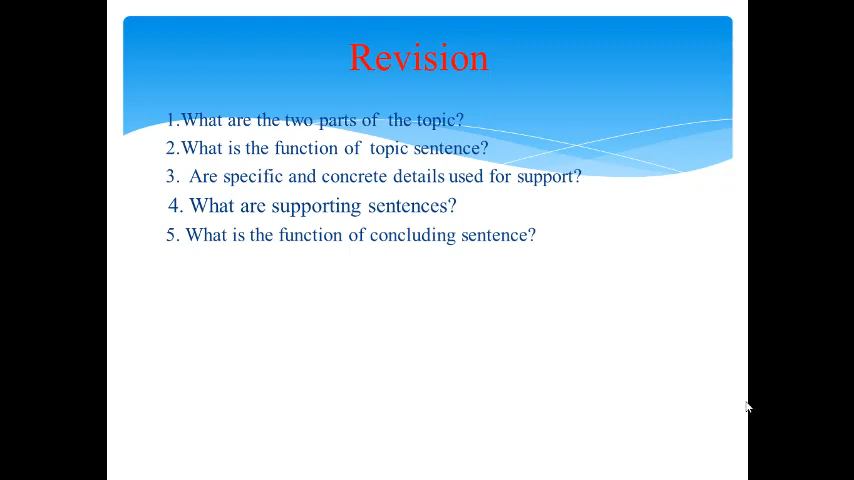 Revision
1.What are the two parts of the topic?
2.What is the function of topic sentence?
3. Are specific and concrete details used for support?
4. What are supporting sentences?
5. What is the function of concluding sentence?